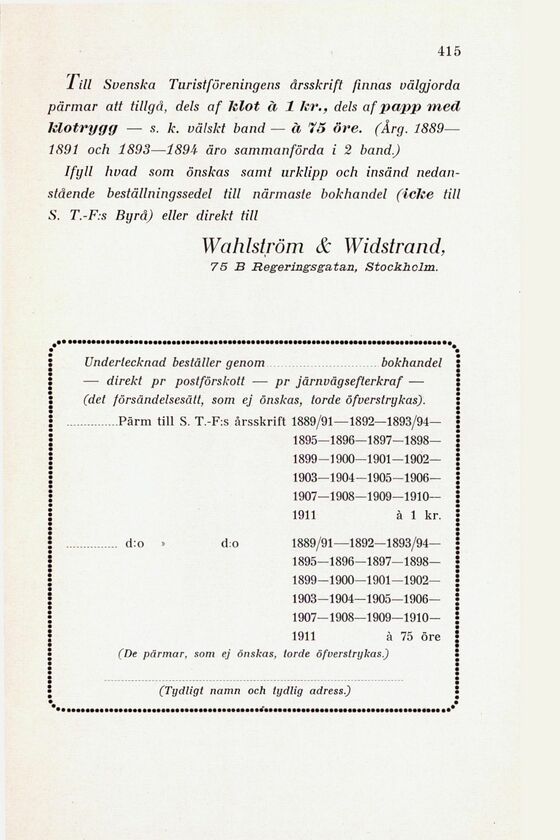 415
Till Svenska Turistföreningens årsskrift finnas välgjorda
pärmar att tillgå, dels af klot à 1 kr., dels af papp med
klotrygg — s. k. välskt band — à 75 öre. (Årg. 1889—
1891 och 1893—1894 äro sammanförda i 2 band.)
Ifyll hvad som önskas samt urklipp och insänd nedan-
stående beställningssedel till närmaste bokhandel (icke till
S. T.-F:s Byrå) eller direkt till
Wahlström & Widstrand,
75 B Regeringsgatan, Stockholm.
Undertecknad beställer genom ........................ bokhandel
— direkt pr postförskott — pr järnvägsefterkraf —
(det försändelsesätt, som ej önskas, torde öfverstrykas).
............Pärm till S. T.-F:s årsskrift 1889/91—1892—1893/94—
1895—1896—1897—1898—
1899—1900—1901—1902—
1903—1904—1905—1906—
1907—1908—1909—1910—
1911 à 1 kr.
............ d:o » d:o 1889/91—1892—1893/94—
1895—1896—1897—1898—
1899—1900—1901—1902—
1903—1904—1905—1906—
1907—1908—1909—1910—
1911 à 75 öre
(De pärmar, som ej önskas, torde öfverstrykas.)
(Tydligt namn och tydlig adress.)